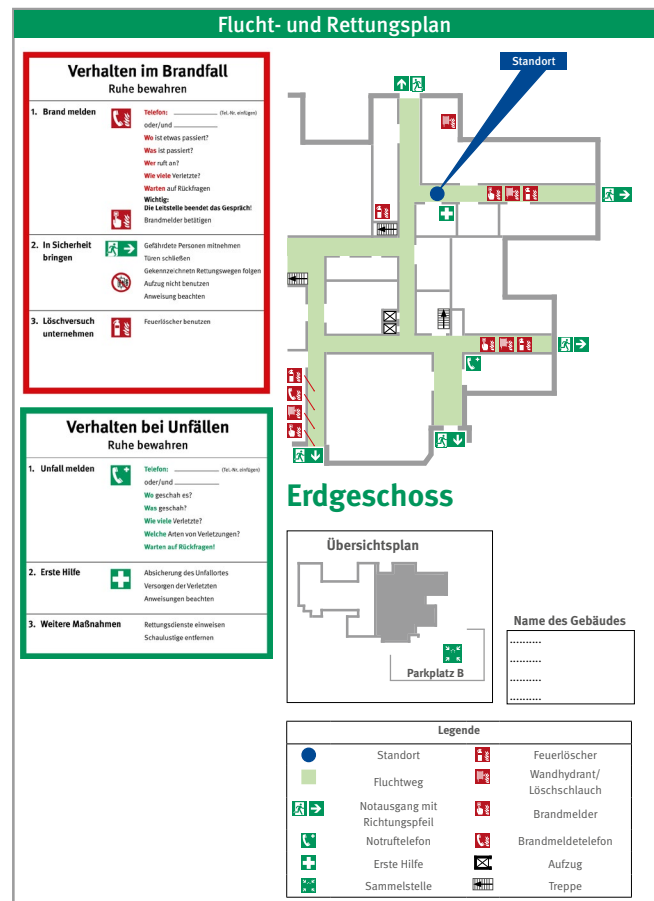 Flucht- und Rettungsplan
Verhalten im Brandfall
Ruhe bewahren
1. Brand melden
Telefon: ____________ (Tel.-Nr. einfügen)
oder/und ____________
Wo ist etwas passiert?
Was ist passiert?
Wer ruft an?
Wie viele Verletzte?
Warten auf Rückfragen
Wichtig:
Die Leitstelle beendet das Gespräch!
Brandmelder betätigen
2. In Sicherheit
bringen
Gefährdete Personen mitnehmen
Türen schließen
Gekennzeichnetn Rettungswegen folgen
Aufzug nicht benutzen
Anweisung beachten
3. Löschversuch
unternehmen
Feuerlöscher benutzen
Verhalten bei Unfällen
Ruhe bewahren
1. Unfall melden
Telefon: ____________ (Tel.-Nr. einfügen)
oder/und ____________
Wo geschah es?
Was geschah?
Wie viele Verletzte?
Welche Arten von Verletzungen?
Warten auf Rückfragen!
2. Erste Hilfe
Absicherung des Unfallortes
Versorgen der Verletzten
Anweisungen beachten
3. Weitere Maßnahmen
Rettungsdienste einweisen
Schaulustige entfernen
Standort
Erdgeschoss
Übersichtsplan
Parkplatz B
Name des Gebäudes
..........
..........
..........
..........
Legende
Standort
Feuerlöscher
Fluchtweg
Wandhydrant/
Löschschlauch
Notausgang mit
Richtungspfeil
Brandmelder
Notruftelefon
Brandmeldetelefon
Erste Hilfe
Aufzug
Sammelstelle
Treppe